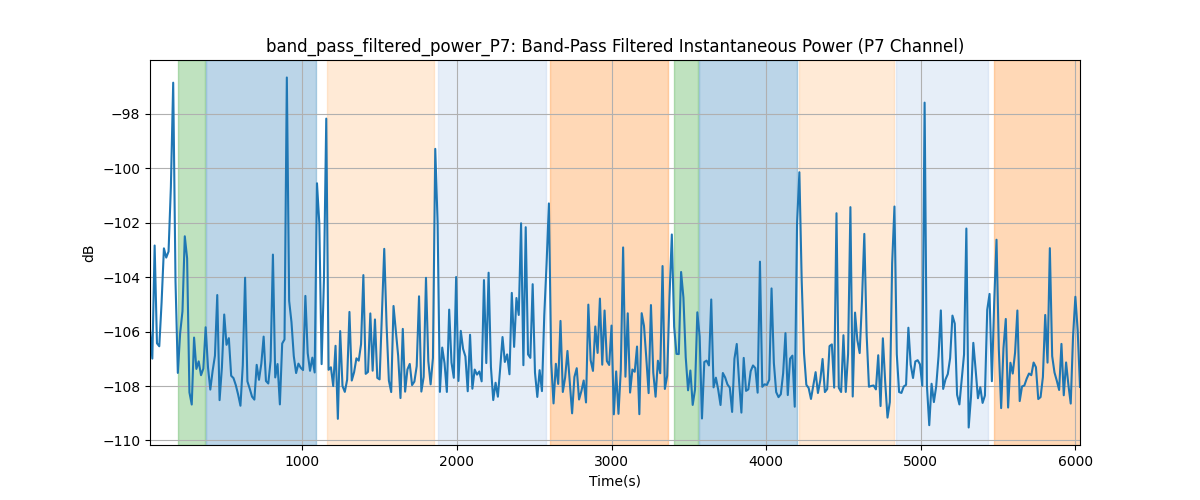 band_pass_filtered_power_P7: Band-Pass Filtered Instantaneous Power (P7 Channel)
dB
−98
−100
−102
−104
−106
−108
−110
1000 2000 3000 4000 5000 6000
Time(s)